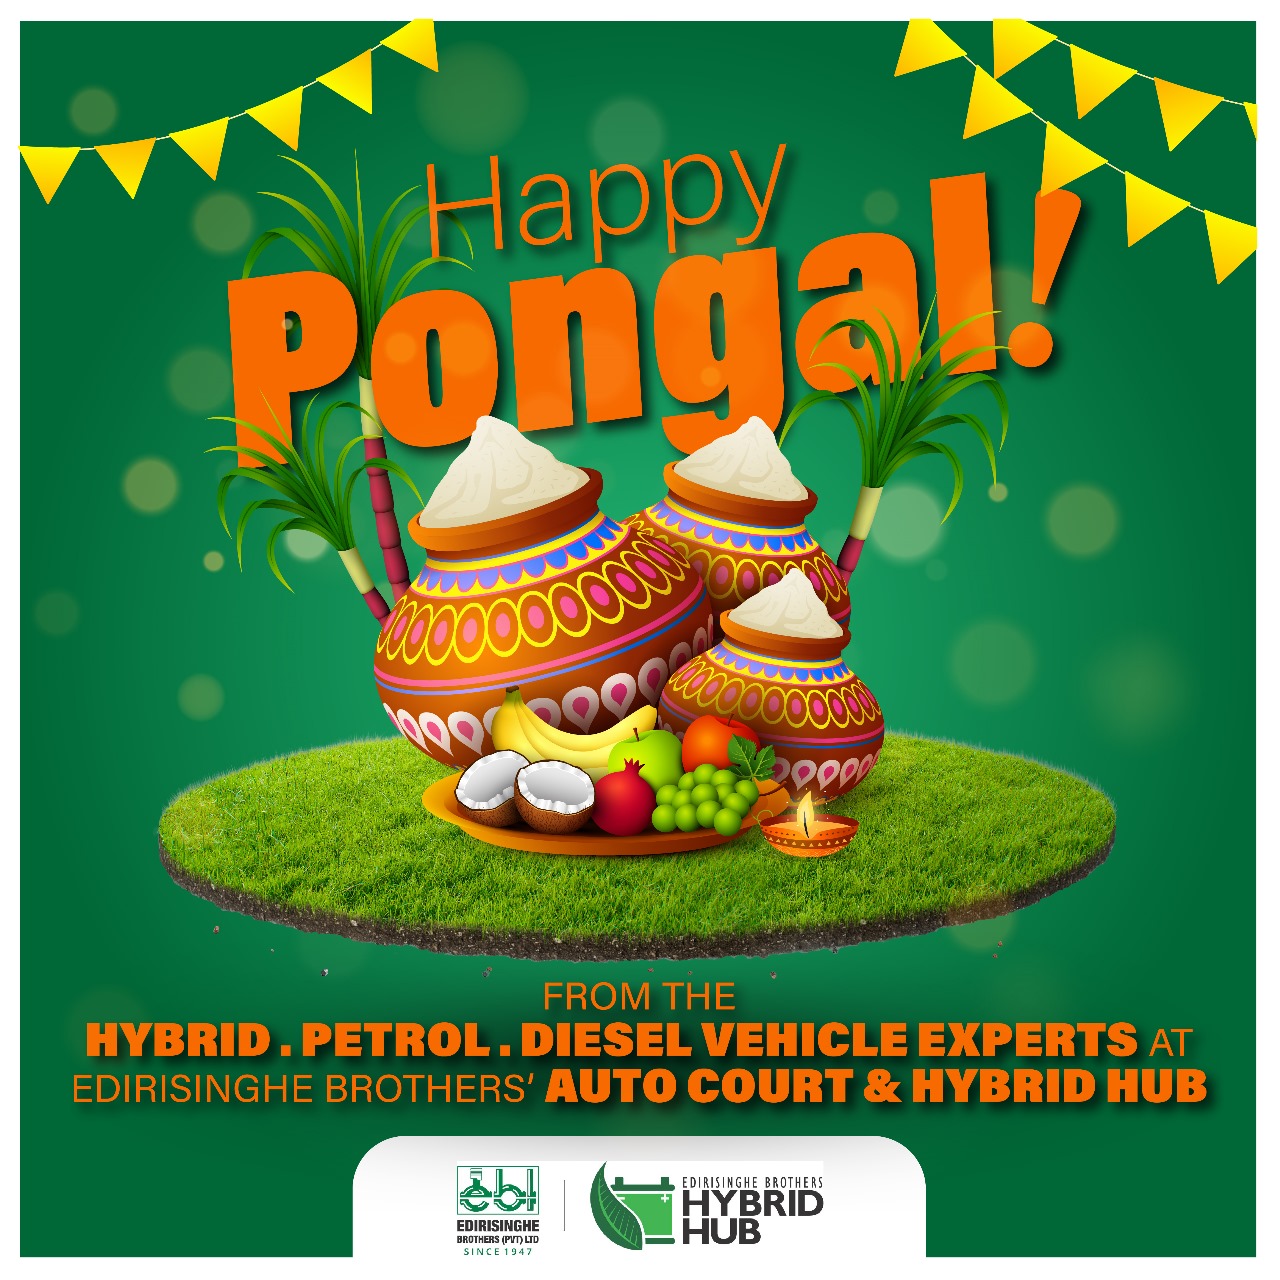 Happy
Pongal!
FROM THE
HYBRID . PETROL . DIESEL VEHICLE EXPERTS AT
EDIRISINGHE BROTHERS’ AUTO COURT & HYBRID HUB
ebl
EDIRISINGHE
BROTHERS (PVT) LTD
SINCE 1947
EDIRISINGHE BROTHERS
HYBRID
HUB